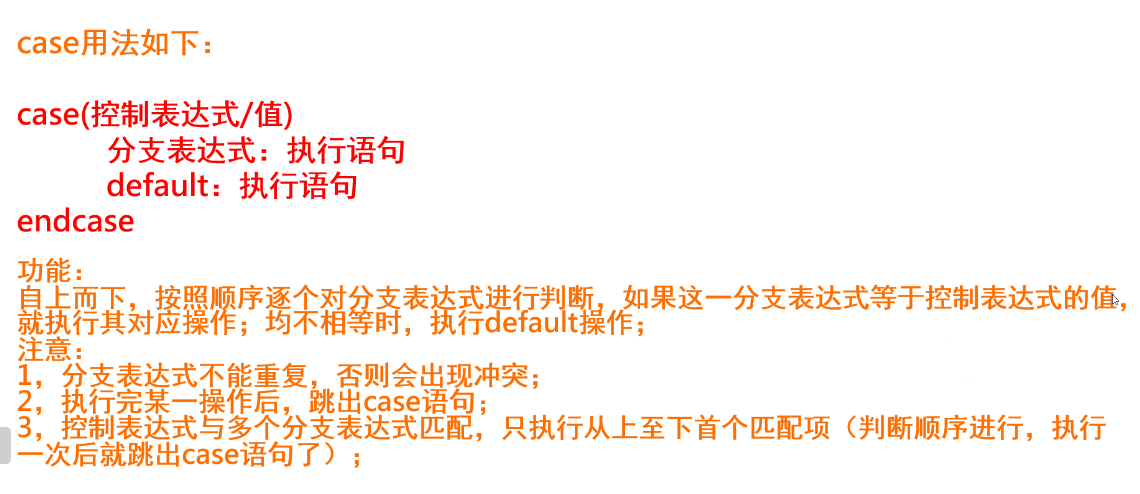 case用法如下：
case(控制表达式/值)
分支表达式：执行语句
default：执行语句
endcase
功能：
自上而下，按照顺序逐个对分支表达式进行判断，如果这一分支表达式等于控制表达式的值，
就执行其对应操作；均不相等时，执行default操作；
注意：
1，分支表达式不能重复，否则会出现冲突；
2，执行完某一操作后，跳出case语句；
3，控制表达式与多个分支表达式匹配，只执行从上至下首个匹配项（判断顺序进行，执行
一次后就跳出case语句了）；